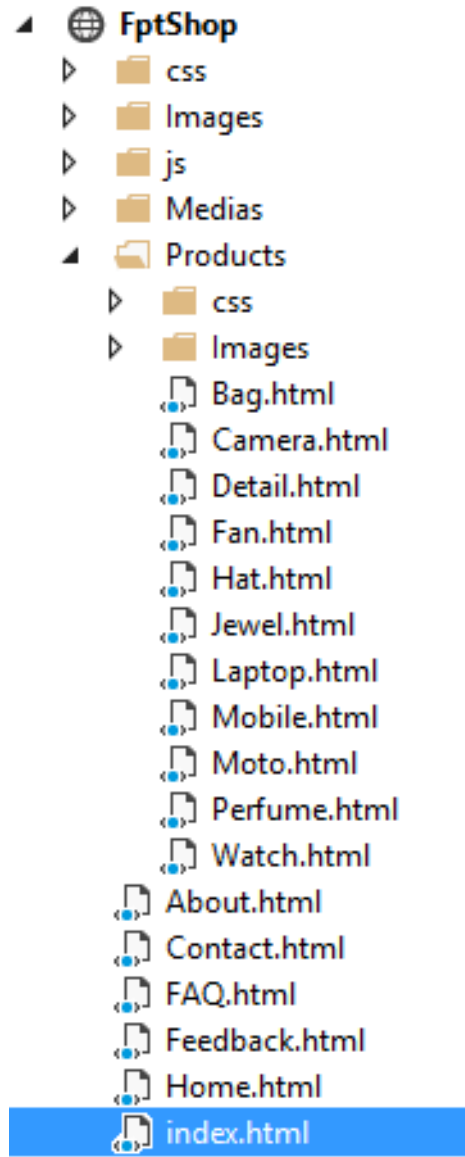 FptShop
css
Images
js
Medias
Products
css
Images
Bag.html
Camera.html
Detail.html
Fan.html
Hat.html
Jewel.html
Laptop.html
Mobile.html
Moto.html
Perfume.html
Watch.html
About.html
Contact.html
FAQ.html
Feedback.html
Home.html
index.html